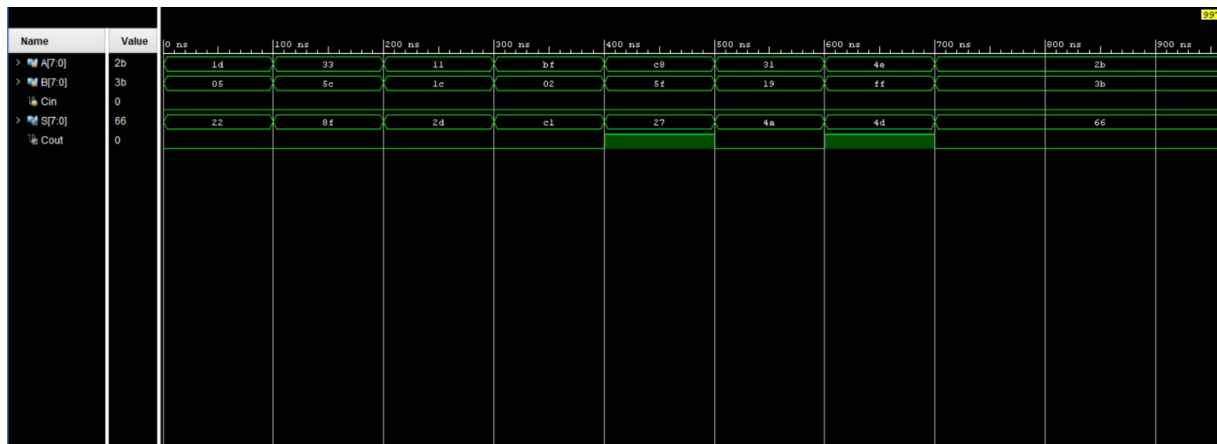 997
Name Value 0 ns 100 ns 200 ns 300 ns 400 ns 500 ns 600 ns 700 ns 800 ns 900 ns
> A[7:0] 2b 1d 33 11 bf c8 31 4e 2b
> B[7:0] 3b 05 5c 1c 02 5f 19 ff 3b
Cin 0
> S[7:0] 66 22 8f 2d c1 27 4a 4d 66
Cout 0